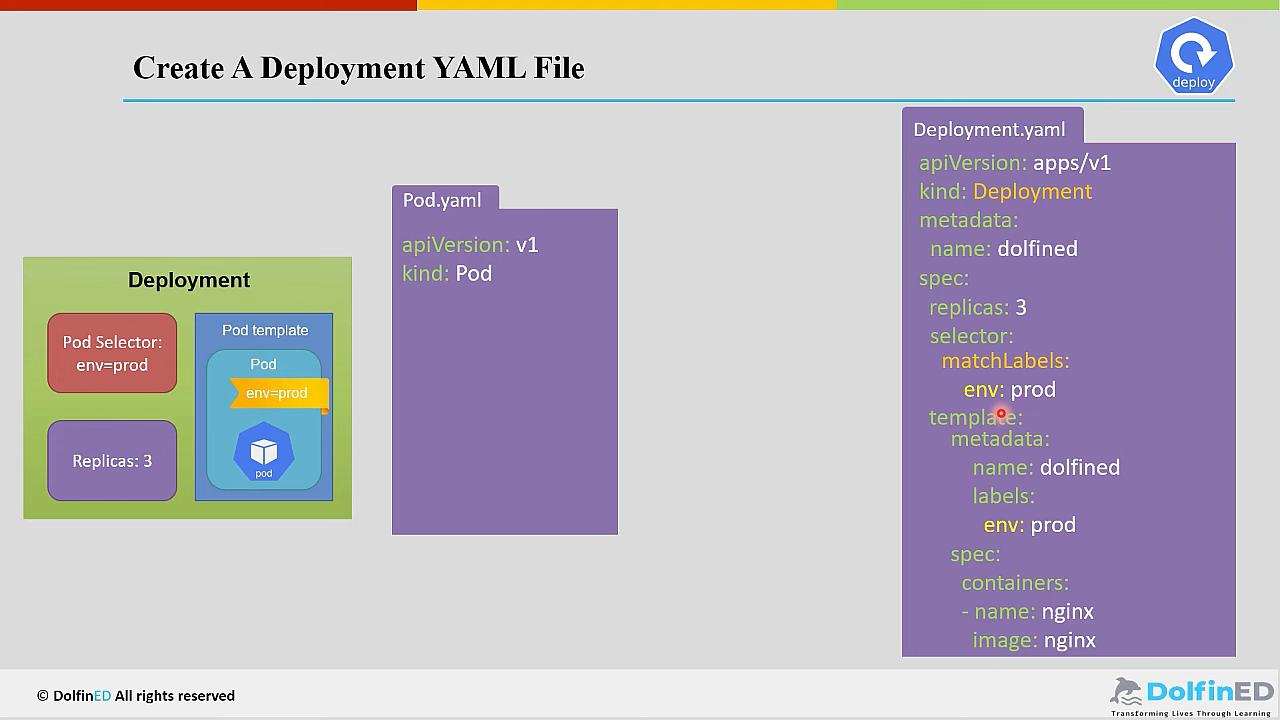 Create A Deployment YAML File
deploy
Deployment
Pod Selector:
env=prod
Replicas: 3
Pod template
Pod
env=prod
pod
Pod.yaml
apiVersion: v1
kind: Pod
Deployment.yaml
apiVersion: apps/v1
kind: Deployment
metadata:
name: dolfined
spec:
replicas: 3
selector:
matchLabels:
env: prod
template:
metadata:
name: dolfined
labels:
env: prod
spec:
containers:
- name: nginx
image: nginx
© DolfinED All rights reserved
DolfinED
Transforming Lives Through Learning